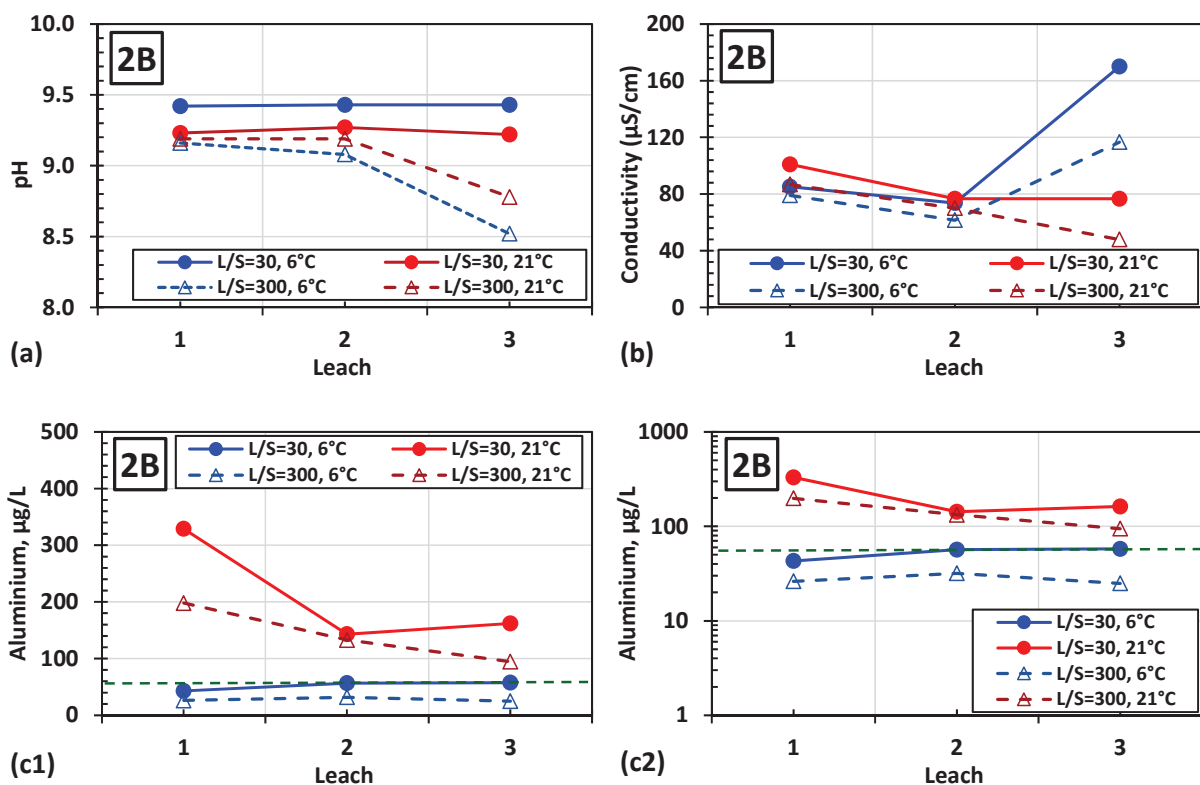 10.0
9.5
9.0
8.5
8.0
pH
2B
L/S=30, 6°C
L/S=30, 21°C
L/S=300, 6°C
L/S=300, 21°C
1 2 3
Leach
(a)
200
160
120
80
40
0
Conductivity (µS/cm)
2B
L/S=30, 6°C
L/S=30, 21°C
L/S=300, 6°C
L/S=300, 21°C
1 2 3
Leach
(b)
500
400
300
200
100
0
Aluminium, µg/L
2B
L/S=30, 6°C
L/S=30, 21°C
L/S=300, 6°C
L/S=300, 21°C
1 2 3
Leach
(c1)
1000
100
10
1
Aluminium, µg/L
2B
L/S=30, 6°C
L/S=30, 21°C
L/S=300, 6°C
L/S=300, 21°C
1 2 3
Leach
(c2)